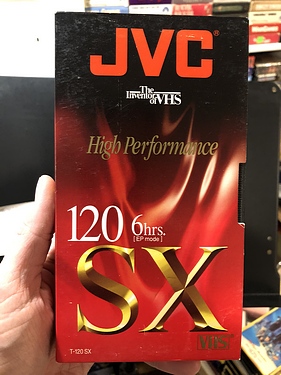 JVC®
The
Inventor
of VHS
High Performance
120 6hrs.
[EP mode]
SX
VHS
T-120 SX